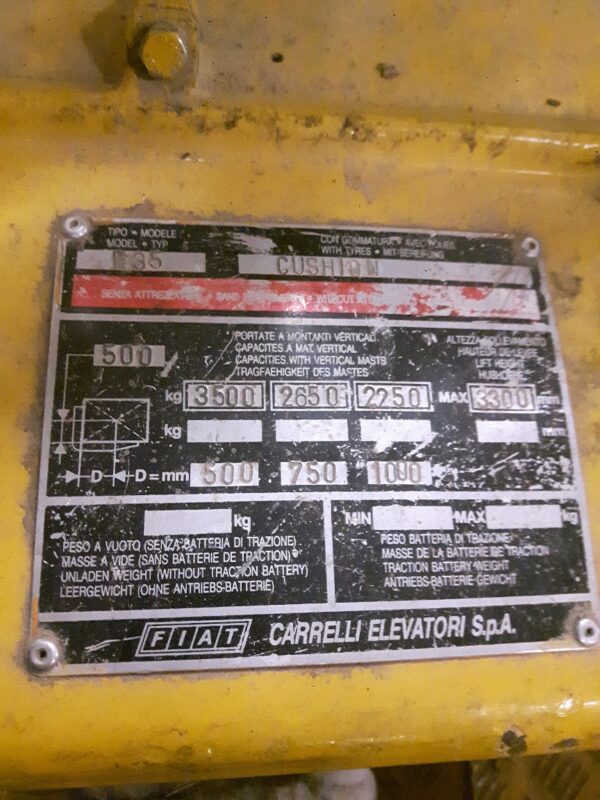 TIPO • MODELE
MODEL • TYP
CON GOMMATURA • AVEC ROUES
WITH TYRES • MIT BEREIFUNG
35
CUSHION
SENZA ATTREZZATURA • SANS
PORTATE A MONTANTI VERTICALI
CAPACITES A MAT. VERTICAL
CAPACITIES WITH VERTICAL MASTS
TRAGFAEHIGKEIT DES MASTES
ALTEZZA SOLLEVAMENTO
HAUTEUR
LIFT HEIGHT
HUBHOEHE
500
kg 3500 2650 2250 MAX 3300 mm
kg mm
D D = mm 500 750 1000
kg
PESO A VUOTO (SENZA BATTERIA DI TRAZIONE)
MASSE A VIDE (SANS BATTERIE DE TRACTION)
UNLADEN WEIGHT (WITHOUT TRACTION BATTERY)
LEERGEWICHT (OHNE ANTRIEBS-BATTERIE)
MIN MAX kg
PESO BATTERIA DI TRAZIONE
MASSE DE LA BATTERIE DE TRACTION
TRACTION BATTERY WEIGHT
ANTRIEBS-BATTERIE-GEWICHT
FIAT CARRELLI ELEVATORI S.p.A.